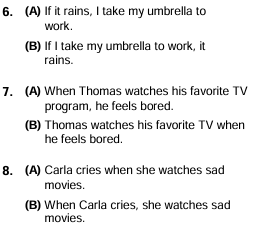 6. (A) If it rains, I take my umbrella to
work.
(B) If I take my umbrella to work, it
rains.
7. (A) When Thomas watches his favorite TV
program, he feels bored.
(B) Thomas watches his favorite TV when
he feels bored.
8. (A) Carla cries when she watches sad
movies.
(B) When Carla cries, she watches sad
movies.